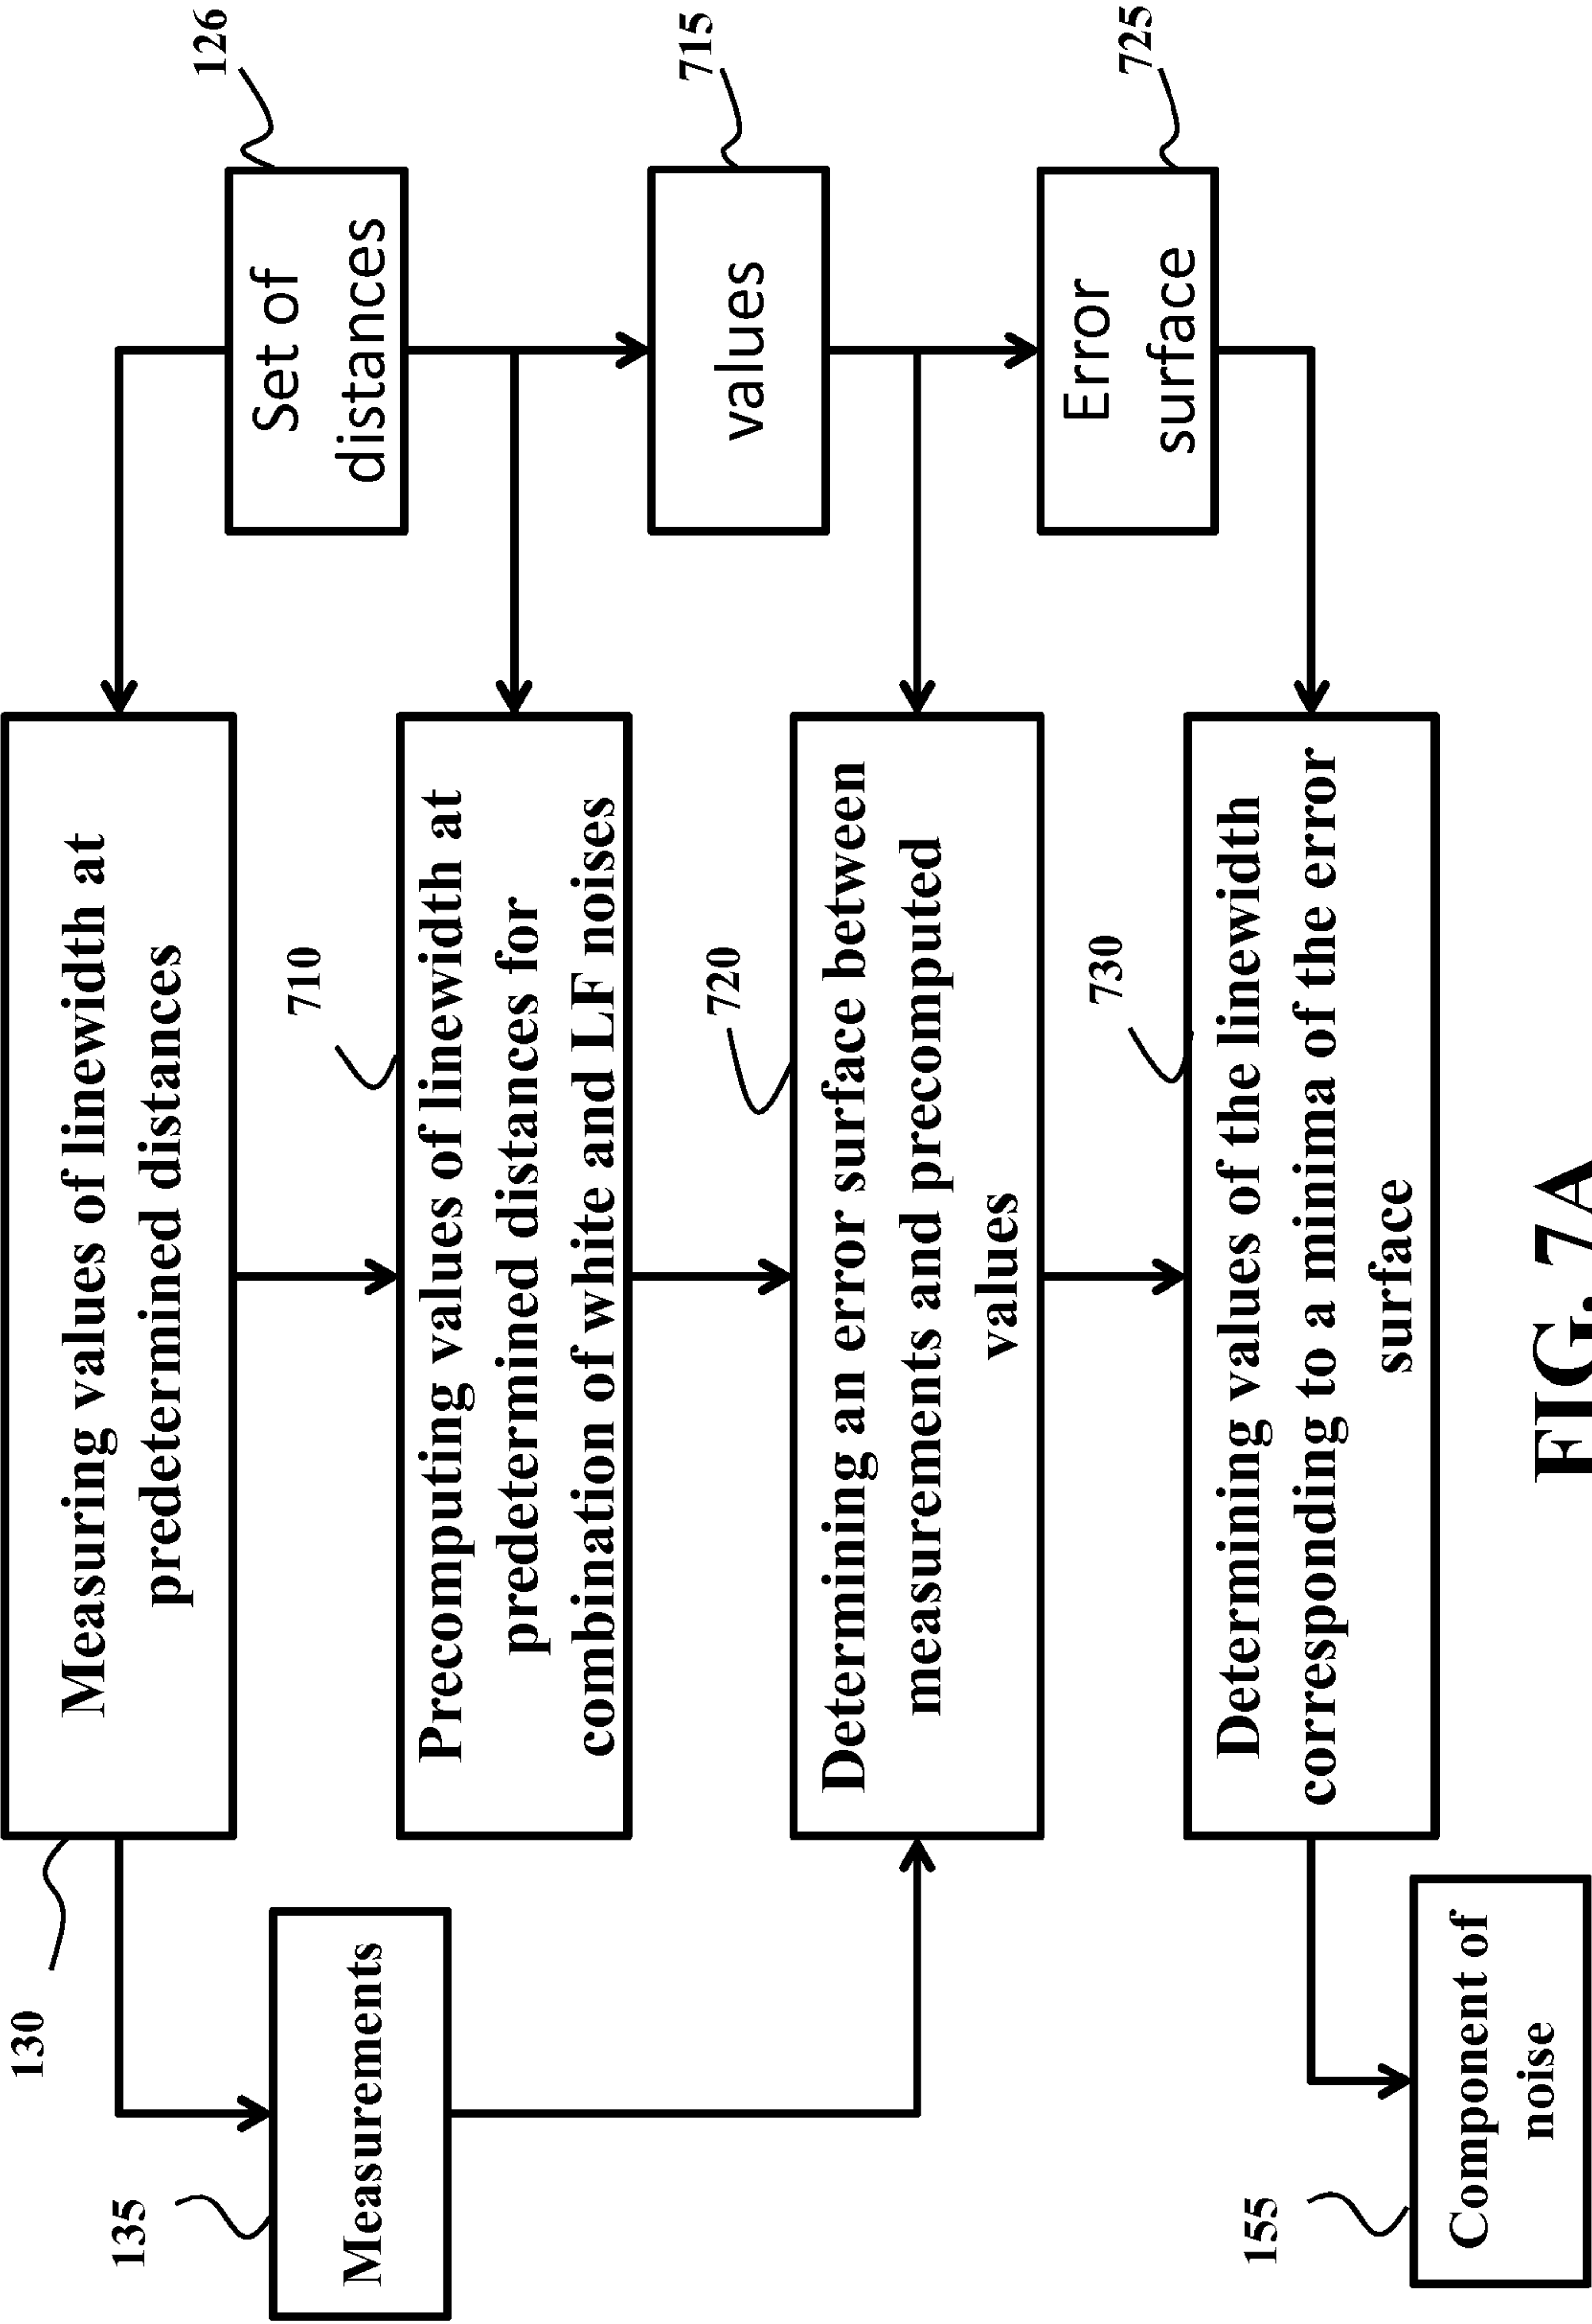 130
Measuring values of linewidth at
predetermined distances
126
Set of
distances
135
Measurements
710
Precomputing values of linewidth at
predetermined distances for
combination of white and LF noises
715
values
720
Determining an error surface between
measurements and precomputed
values
725
Error
surface
730
Determining values of the linewidth
corresponding to a minima of the error
surface
155
Component of
noise
FIG. 7A